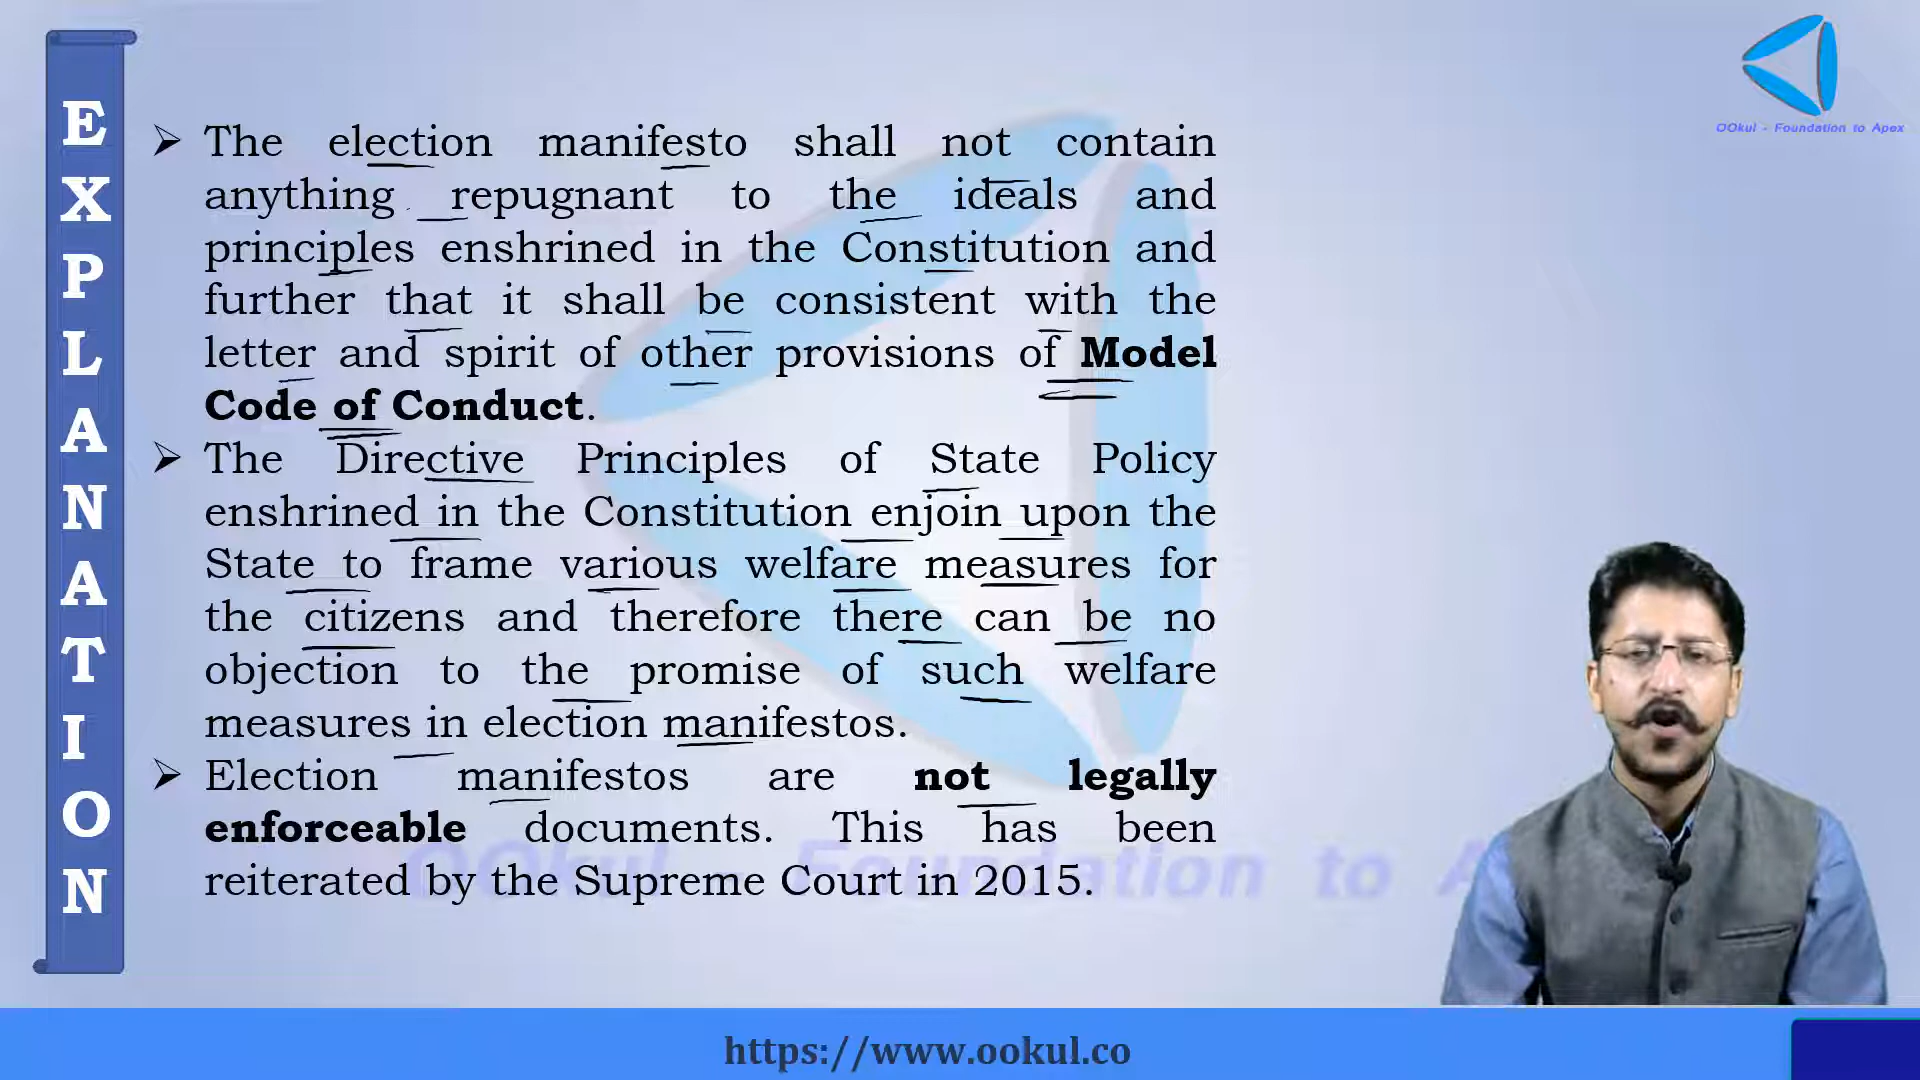 EXPLANATION
The election manifesto shall not contain
anything repugnant to the ideals and
principles enshrined in the Constitution and
further that it shall be consistent with the
letter and spirit of other provisions of Model
Code of Conduct.
The Directive Principles of State Policy
enshrined in the Constitution enjoin upon the
State to frame various welfare measures for
the citizens and therefore there can be no
objection to the promise of such welfare
measures in election manifestos.
Election manifestos are not legally
enforceable documents. This has been
reiterated by the Supreme Court in 2015.
OOkul - Foundation to Apex
OOkul - Foundation to A
https://www.ookul.co